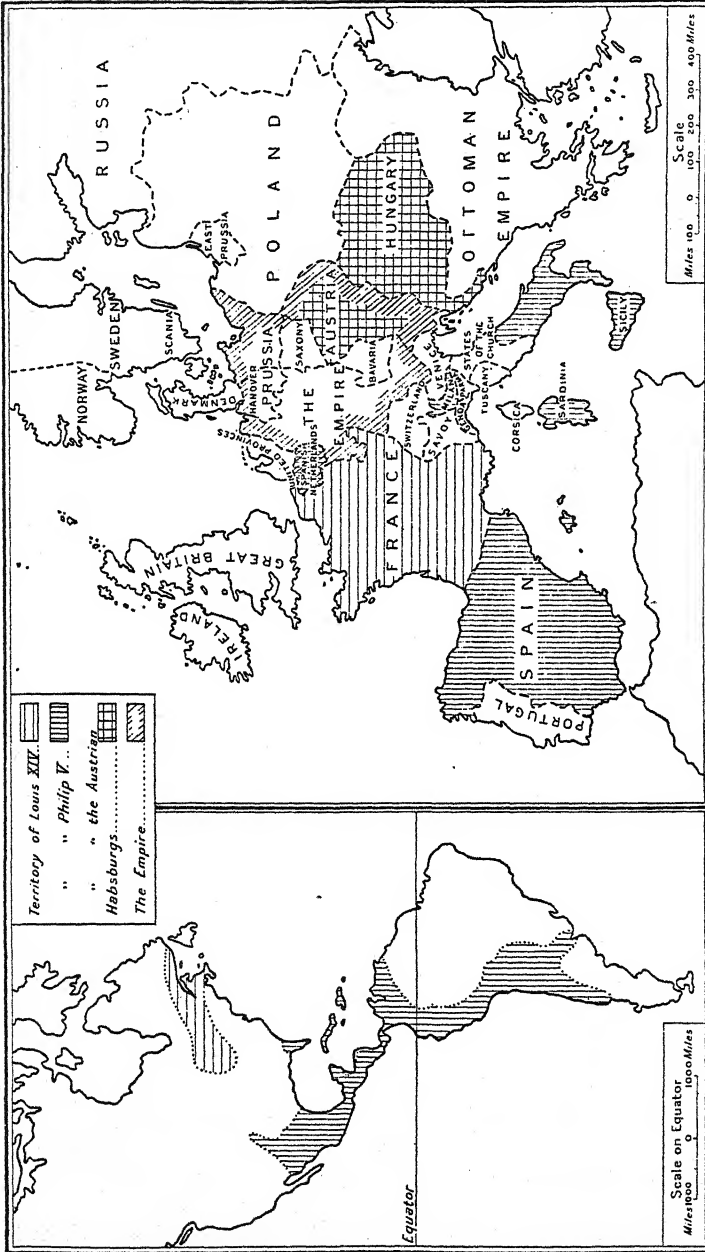 Territory of Louis XIV.
" " Philip V.
" " the Austrian
Habsburgs
The Empire
Equator
Scale on Equator
Miles 1000 0 1000 Miles
RUSSIA
NORWAY
SWEDEN
SCANIA
DENMARK
EAST
PRUSSIA
POLAND
GREAT BRITAIN
IRELAND
UNITED PROVINCES
SPANISH
NETHERLANDS
HANOVER
PRUSSIA
SAXONY
THE
EMPIRE
AUSTRIA
BAVARIA
HUNGARY
OTTOMAN
EMPIRE
FRANCE
SWITZERLAND
SAVOY
MILAN
VENICE
STATES
OF THE
CHURCH
TUSCANY
CORSICA
SARDINIA
SICILY
SPAIN
PORTUGAL
Scale
Miles 100 0 100 200 300 400 Miles